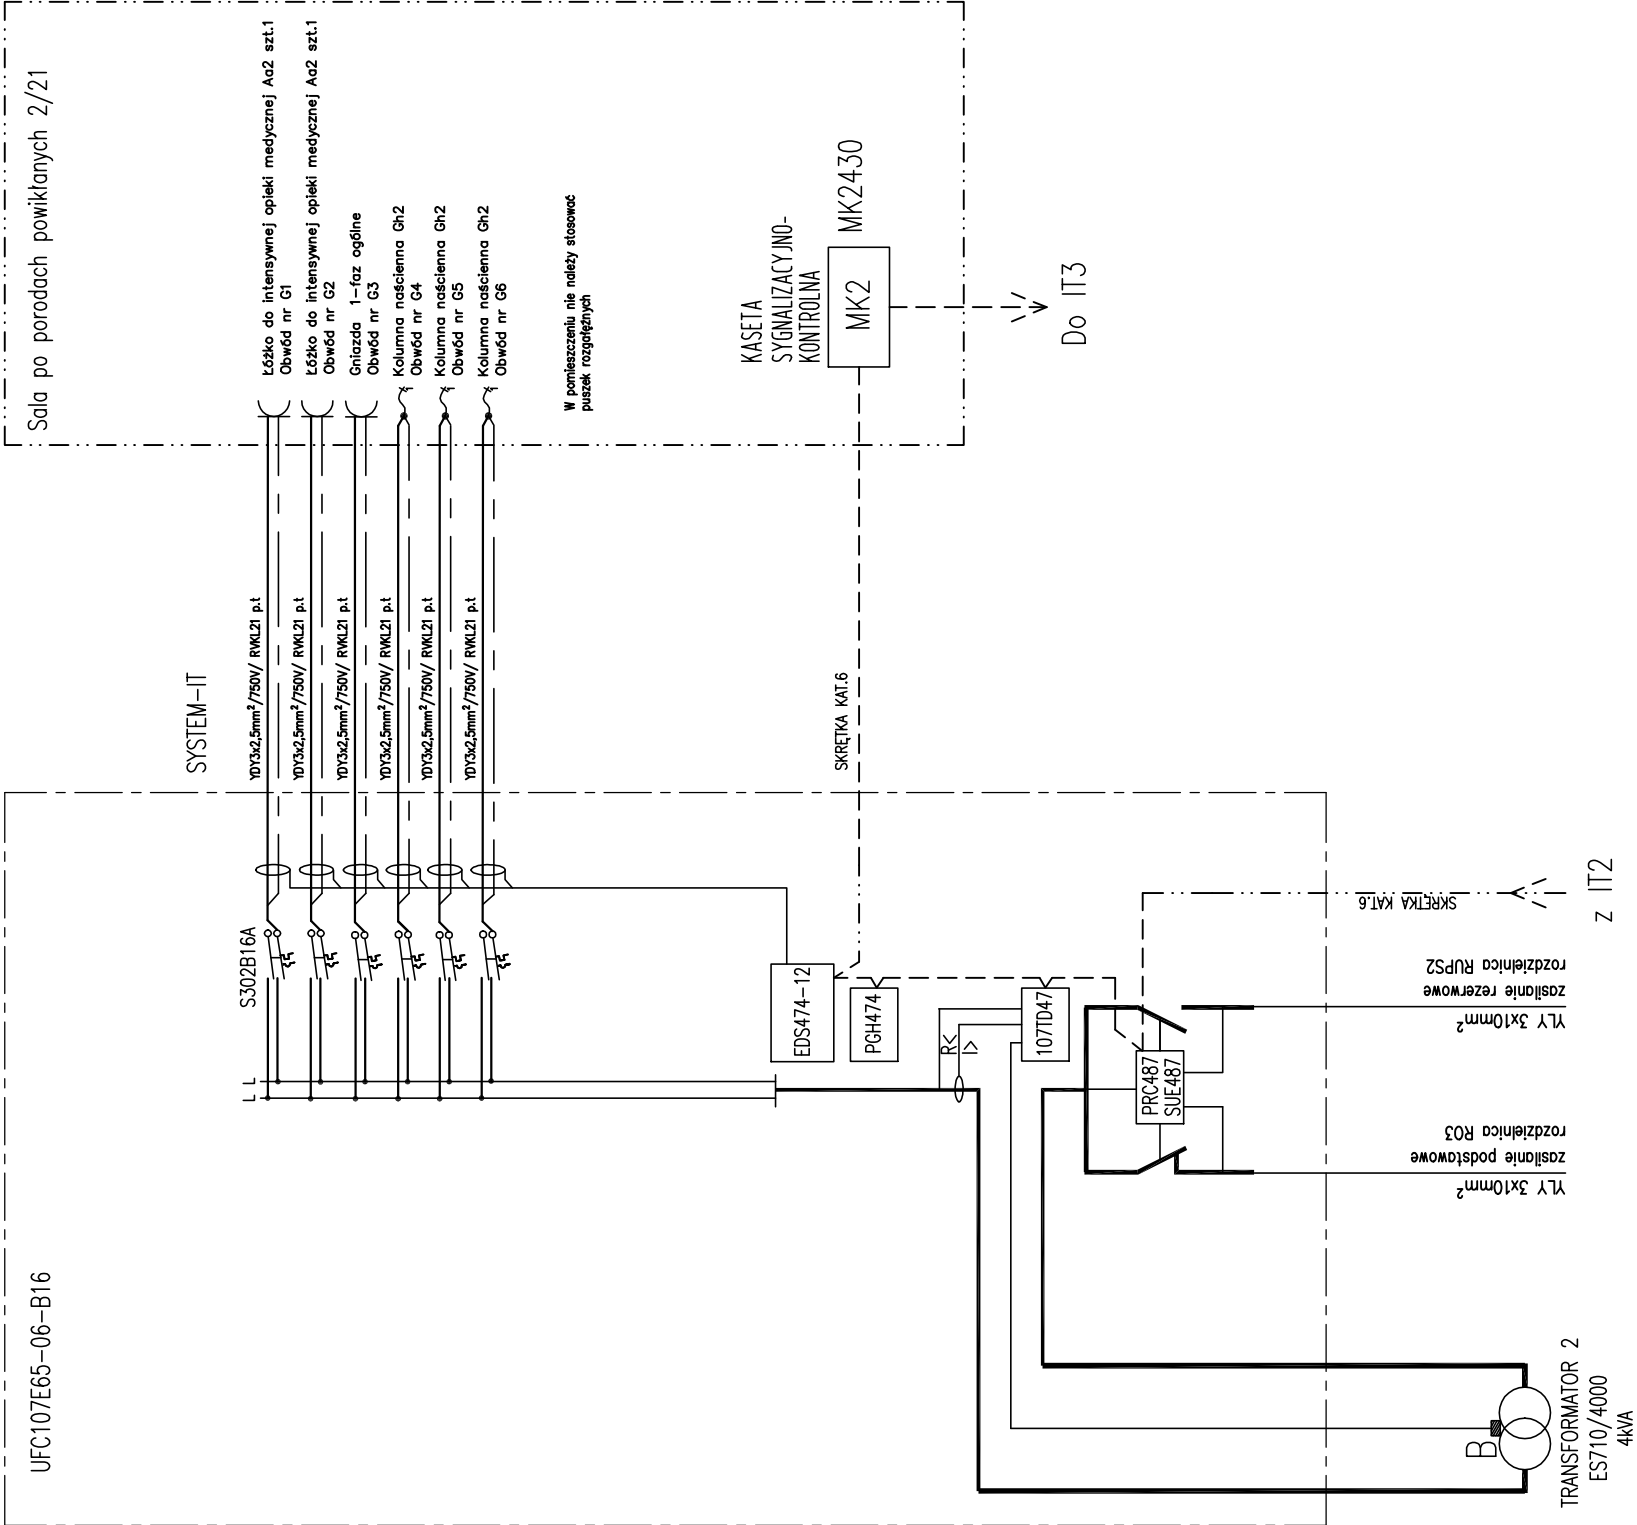 Sala po porodach powikłanych 2/21
Łóżko do intensywnej opieki medycznej Aa2 szt.1
Obwód nr G1
Łóżko do intensywnej opieki medycznej Aa2 szt.1
Obwód nr G2
Gniazda 1-faz ogólne
Obwód nr G3
Kolumna naścienna Gh2
Obwód nr G4
Kolumna naścienna Gh2
Obwód nr G5
Kolumna naścienna Gh2
Obwód nr G6
W pomieszczeniu nie należy stosować
puszek rozgałęźnych
KASETA
SYGNALIZACYJNO-
KONTROLNA
MK2
MK2430
Do IT3
SYSTEM-IT
YDY3x2,5mm²/750V/ RVKL21 p.t
YDY3x2,5mm²/750V/ RVKL21 p.t
YDY3x2,5mm²/750V/ RVKL21 p.t
YDY3x2,5mm²/750V/ RVKL21 p.t
YDY3x2,5mm²/750V/ RVKL21 p.t
YDY3x2,5mm²/750V/ RVKL21 p.t
SKRĘTKA KAT.6
UFC107E65-06-B16
S302B16A
L
L
EDS474-12
PGH474
R<
I>
107TD47
PRC487
SUE487
SKRĘTKA KAT.6
z IT2
YLY 3x10mm²
zasilanie rezerwowe
rozdzielnica RUPS2
YLY 3x10mm²
zasilanie podstawowe
rozdzielnica RO3
B
TRANSFORMATOR 2
ES710/4000
4kVA